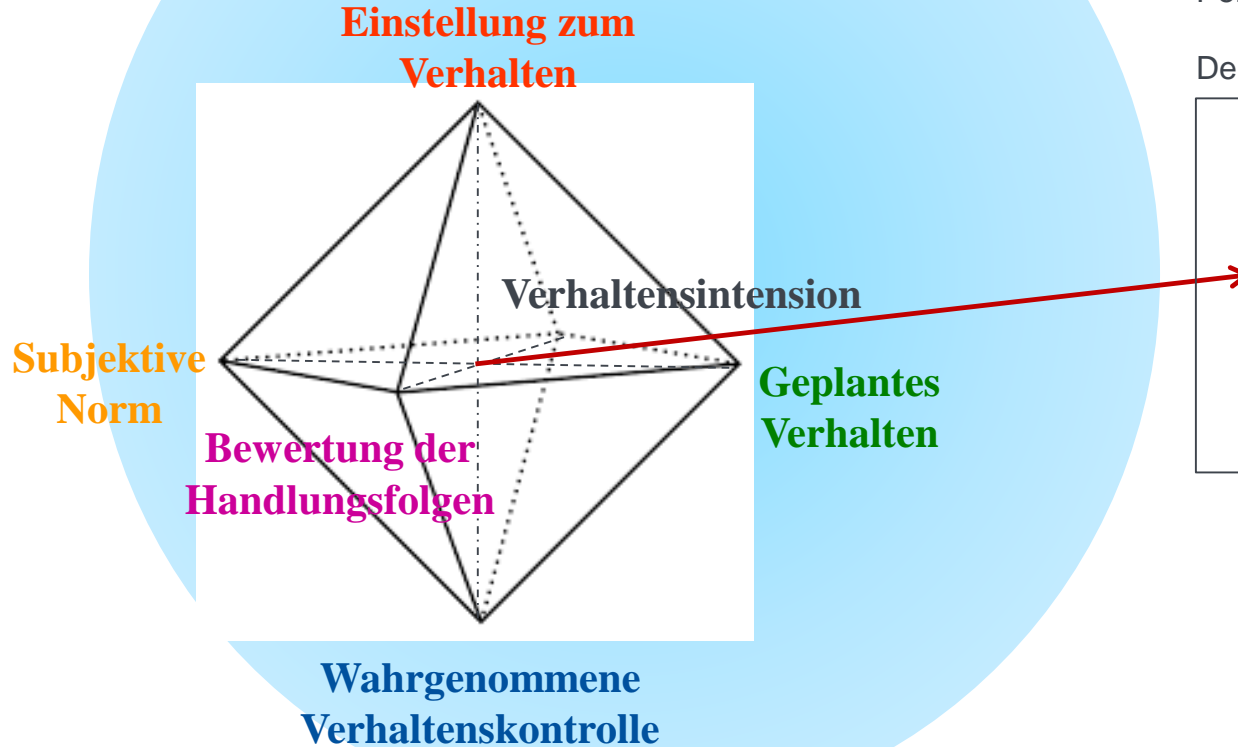 Einstellung zum
Verhalten
De
Verhaltensintension
Subjektive
Norm
Geplantes
Verhalten
Bewertung der
Handlungsfolgen
Wahrgenommene
Verhaltenskontrolle